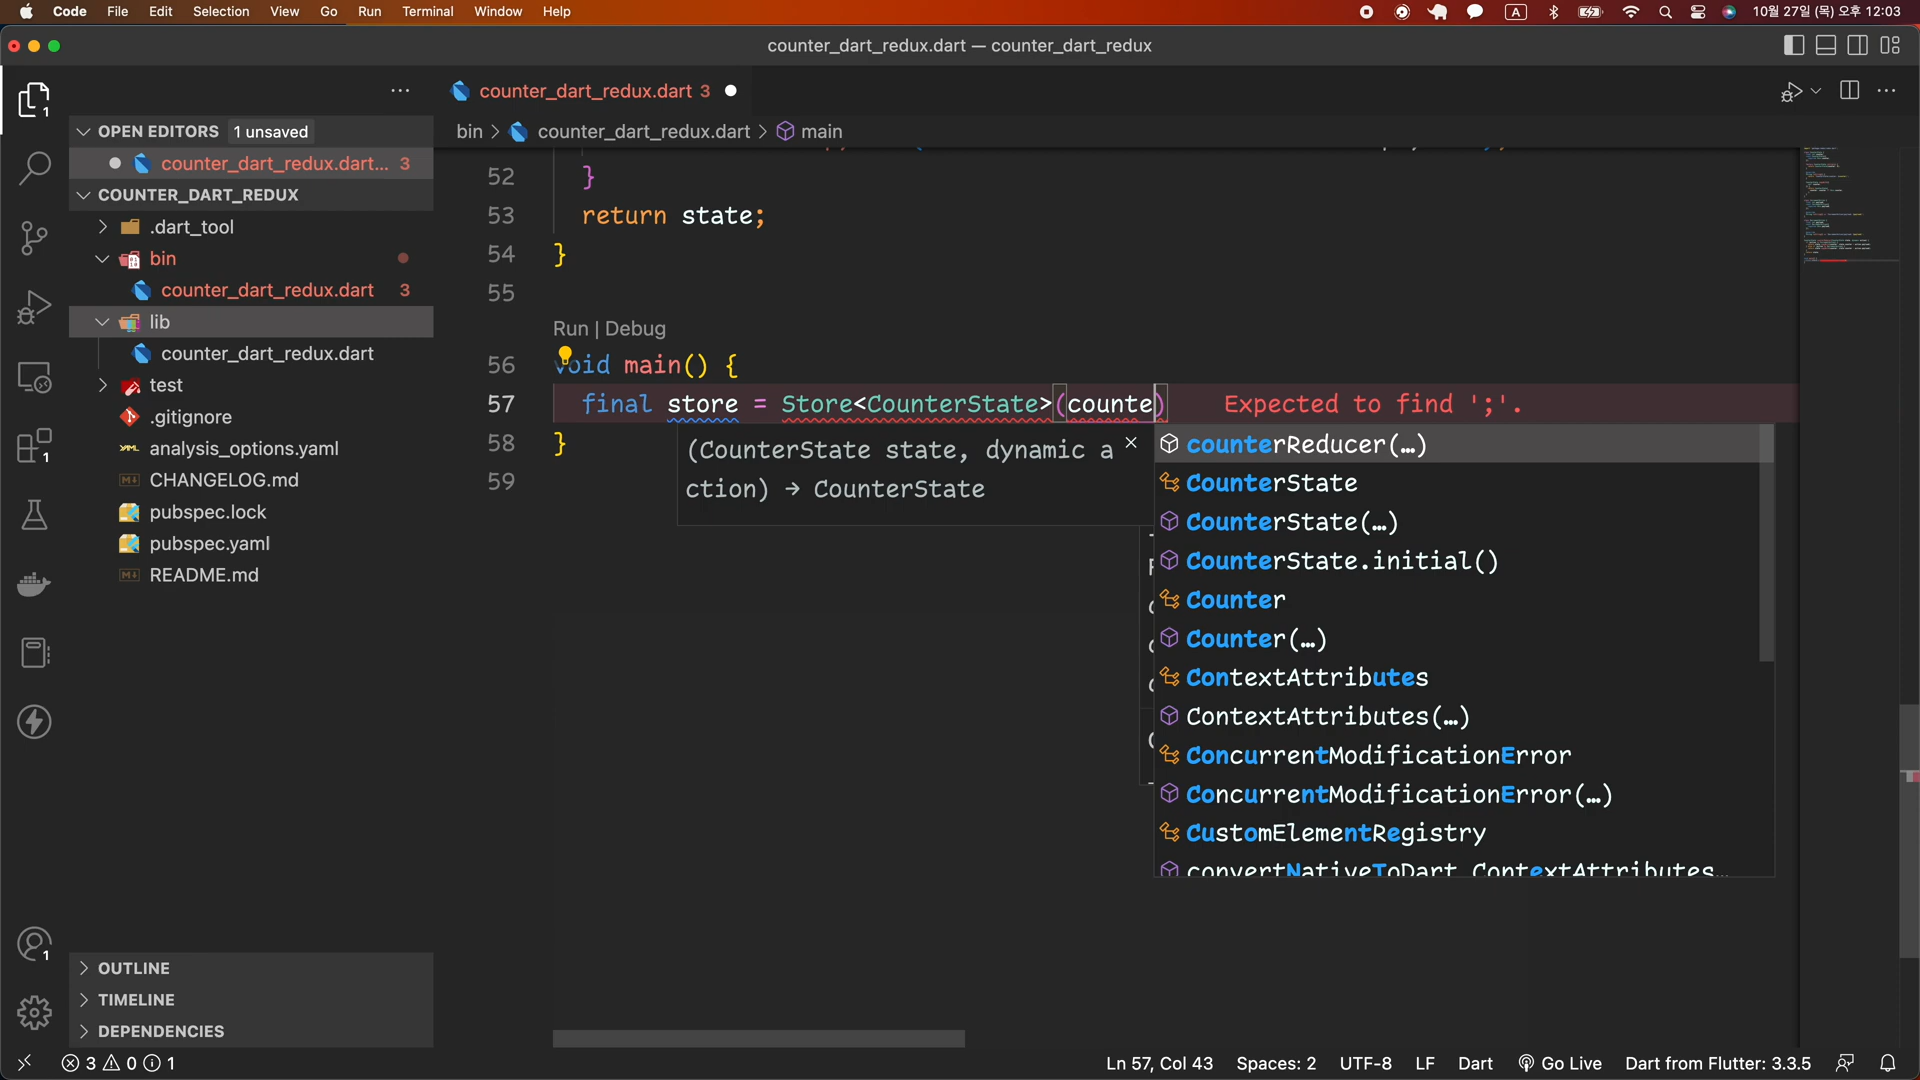 Code File Edit Selection View Go Run Terminal Window Help A 10월 27일 (목) 오후 12:03
counter_dart_redux.dart — counter_dart_redux
counter_dart_redux.dart 3
OPEN EDITORS 1 unsaved
bin > counter_dart_redux.dart > main
counter_dart_redux.dart... 3
COUNTER_DART_REDUX
.dart_tool
bin
counter_dart_redux.dart 3
lib
counter_dart_redux.dart
test
.gitignore
analysis_options.yaml
CHANGELOG.md
pubspec.lock
pubspec.yaml
README.md
OUTLINE
TIMELINE
DEPENDENCIES
52 }
53 return state;
54 }
55
Run | Debug
56 void main() {
57 final store = Store<CounterState>(counte) Expected to find ';'.
58 }
59
(CounterState state, dynamic a
ction) → CounterState
counterReducer(…)
CounterState
CounterState(…)
CounterState.initial()
Counter
Counter(…)
ContextAttributes
ContextAttributes(…)
ConcurrentModificationError
ConcurrentModificationError(…)
CustomElementRegistry
convertNativeToDart_ContextAttributes…
1
1
1
3 0 1 Ln 57, Col 43 Spaces: 2 UTF-8 LF Dart Go Live Dart from Flutter: 3.3.5